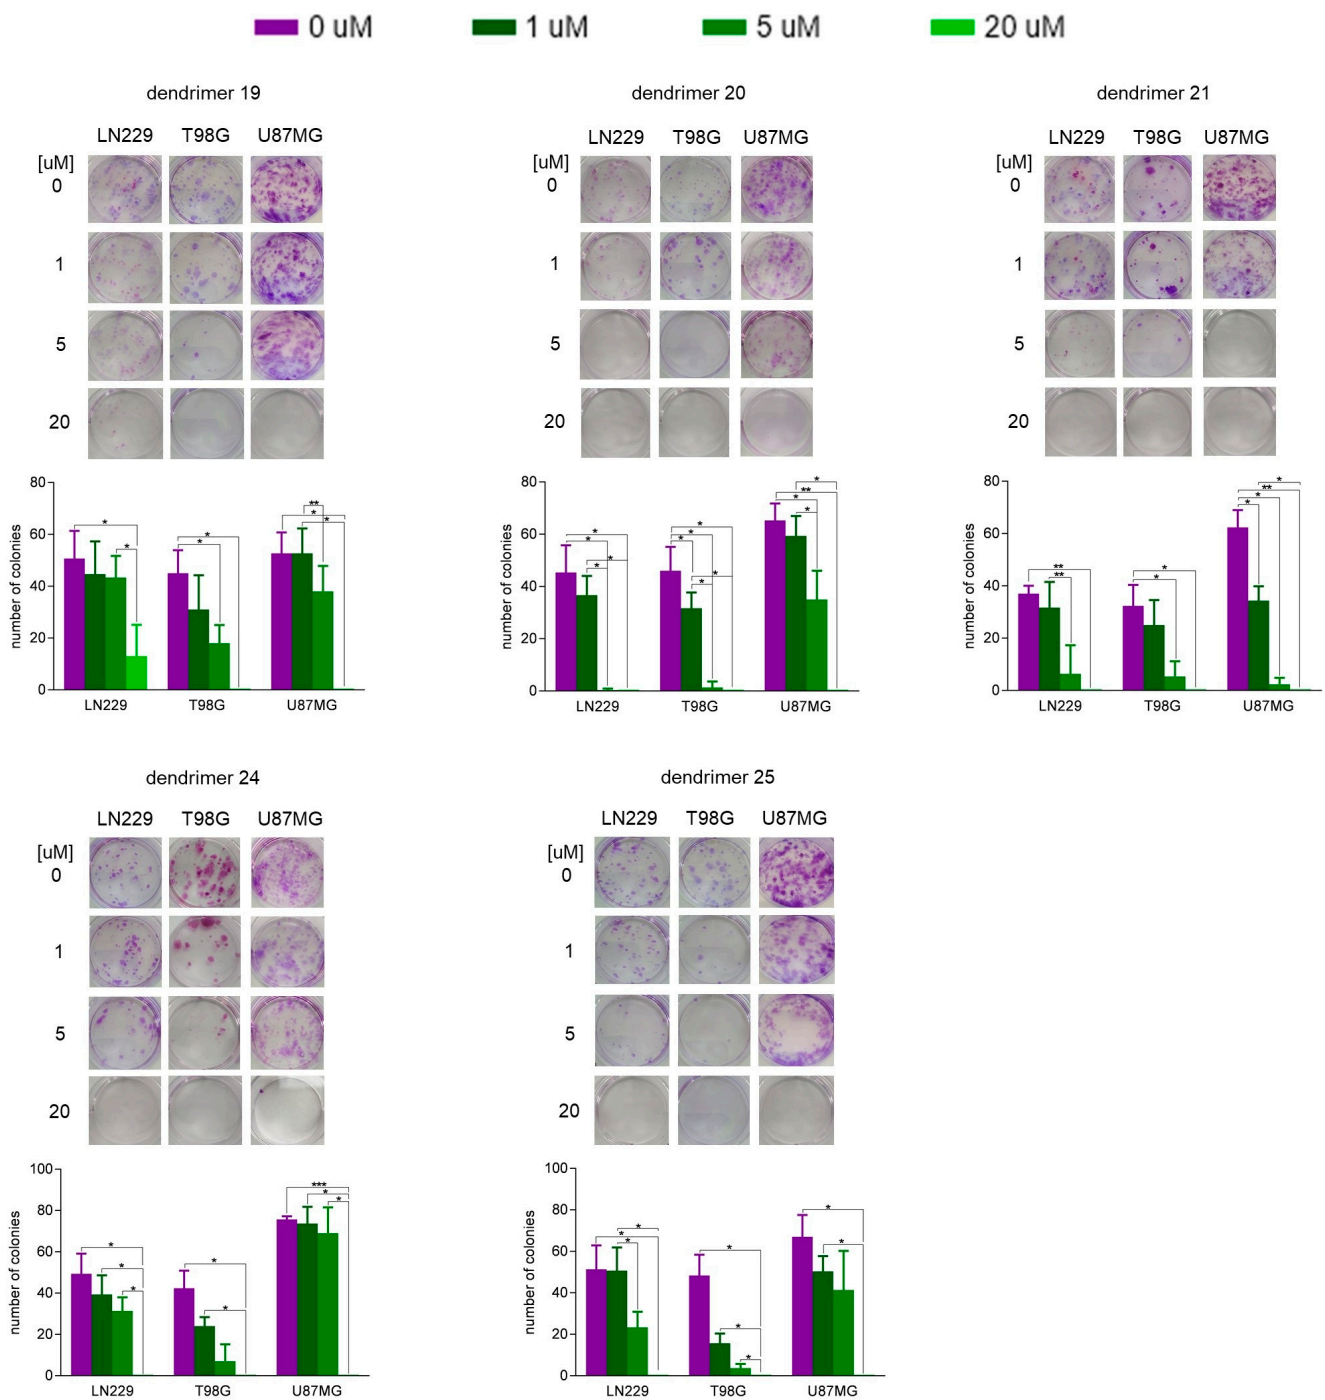 0 uM 1 uM 5 uM 20 uM
dendrimer 19
LN229 T98G U87MG
[uM]
0
1
5
20
80
60
40
20
0
number of colonies
* * * * ** * *
LN229 T98G U87MG
dendrimer 20
LN229 T98G U87MG
[uM]
0
1
5
20
80
60
40
20
0
number of colonies
* * * * * * * * * * ** * *
LN229 T98G U87MG
dendrimer 21
LN229 T98G U87MG
[uM]
0
1
5
20
80
60
40
20
0
number of colonies
** ** * * * ** * *
LN229 T98G U87MG
dendrimer 24
LN229 T98G U87MG
[uM]
0
1
5
20
100
80
60
40
20
0
number of colonies
* * * * * *** * *
LN229 T98G U87MG
dendrimer 25
LN229 T98G U87MG
[uM]
0
1
5
20
100
80
60
40
20
0
number of colonies
* * * * * * * *
LN229 T98G U87MG